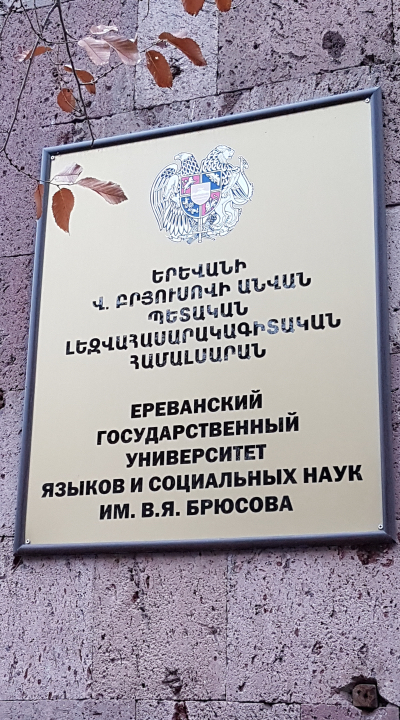 ԵՐԵՎԱՆԻ
Վ. ԲՐՅՈՒՍՈՎԻ ԱՆՎԱՆ
ՊԵՏԱԿԱՆ
ԼԵԶՎԱՀԱՍԱՐԱԿԱԳԻՏԱԿԱՆ
ՀԱՄԱԼՍԱՐԱՆ
ЕРЕВАНСКИЙ
ГОСУДАРСТВЕННЫЙ
УНИВЕРСИТЕТ
ЯЗЫКОВ И СОЦИАЛЬНЫХ НАУК
ИМ. В.Я. БРЮСОВА